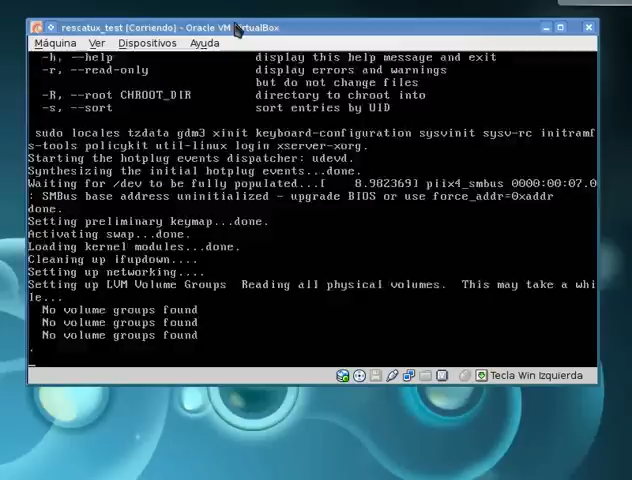 rescatux_test [Corriendo] - Oracle VM VirtualBox
Máquina Ver Dispositivos Ayuda
-h, --help display this help message and exit
-r, --read-only display errors and warnings
but do not change files
-R, --root CHROOT_DIR directory to chroot into
-s, --sort sort entries by UID
sudo locales tzdata gdm3 xinit keyboard-configuration sysvinit sysv-rc initramf
s-tools policykit util-linux login xserver-xorg.
Starting the hotplug events dispatcher: udevd.
Synthesizing the initial hotplug events...done.
Waiting for /dev to be fully populated...[ 8.982369] piix4_smbus 0000:00:07.0
: SMBus base address uninitialized - upgrade BIOS or use force_addr=0xaddr
done.
Setting preliminary keymap...done.
Activating swap...done.
Loading kernel modules...done.
Cleaning up ifupdown....
Setting up networking....
Setting up LVM Volume Groups Reading all physical volumes. This may take a whi
le...
No volume groups found
No volume groups found
No volume groups found
.
Tecla Win Izquierda